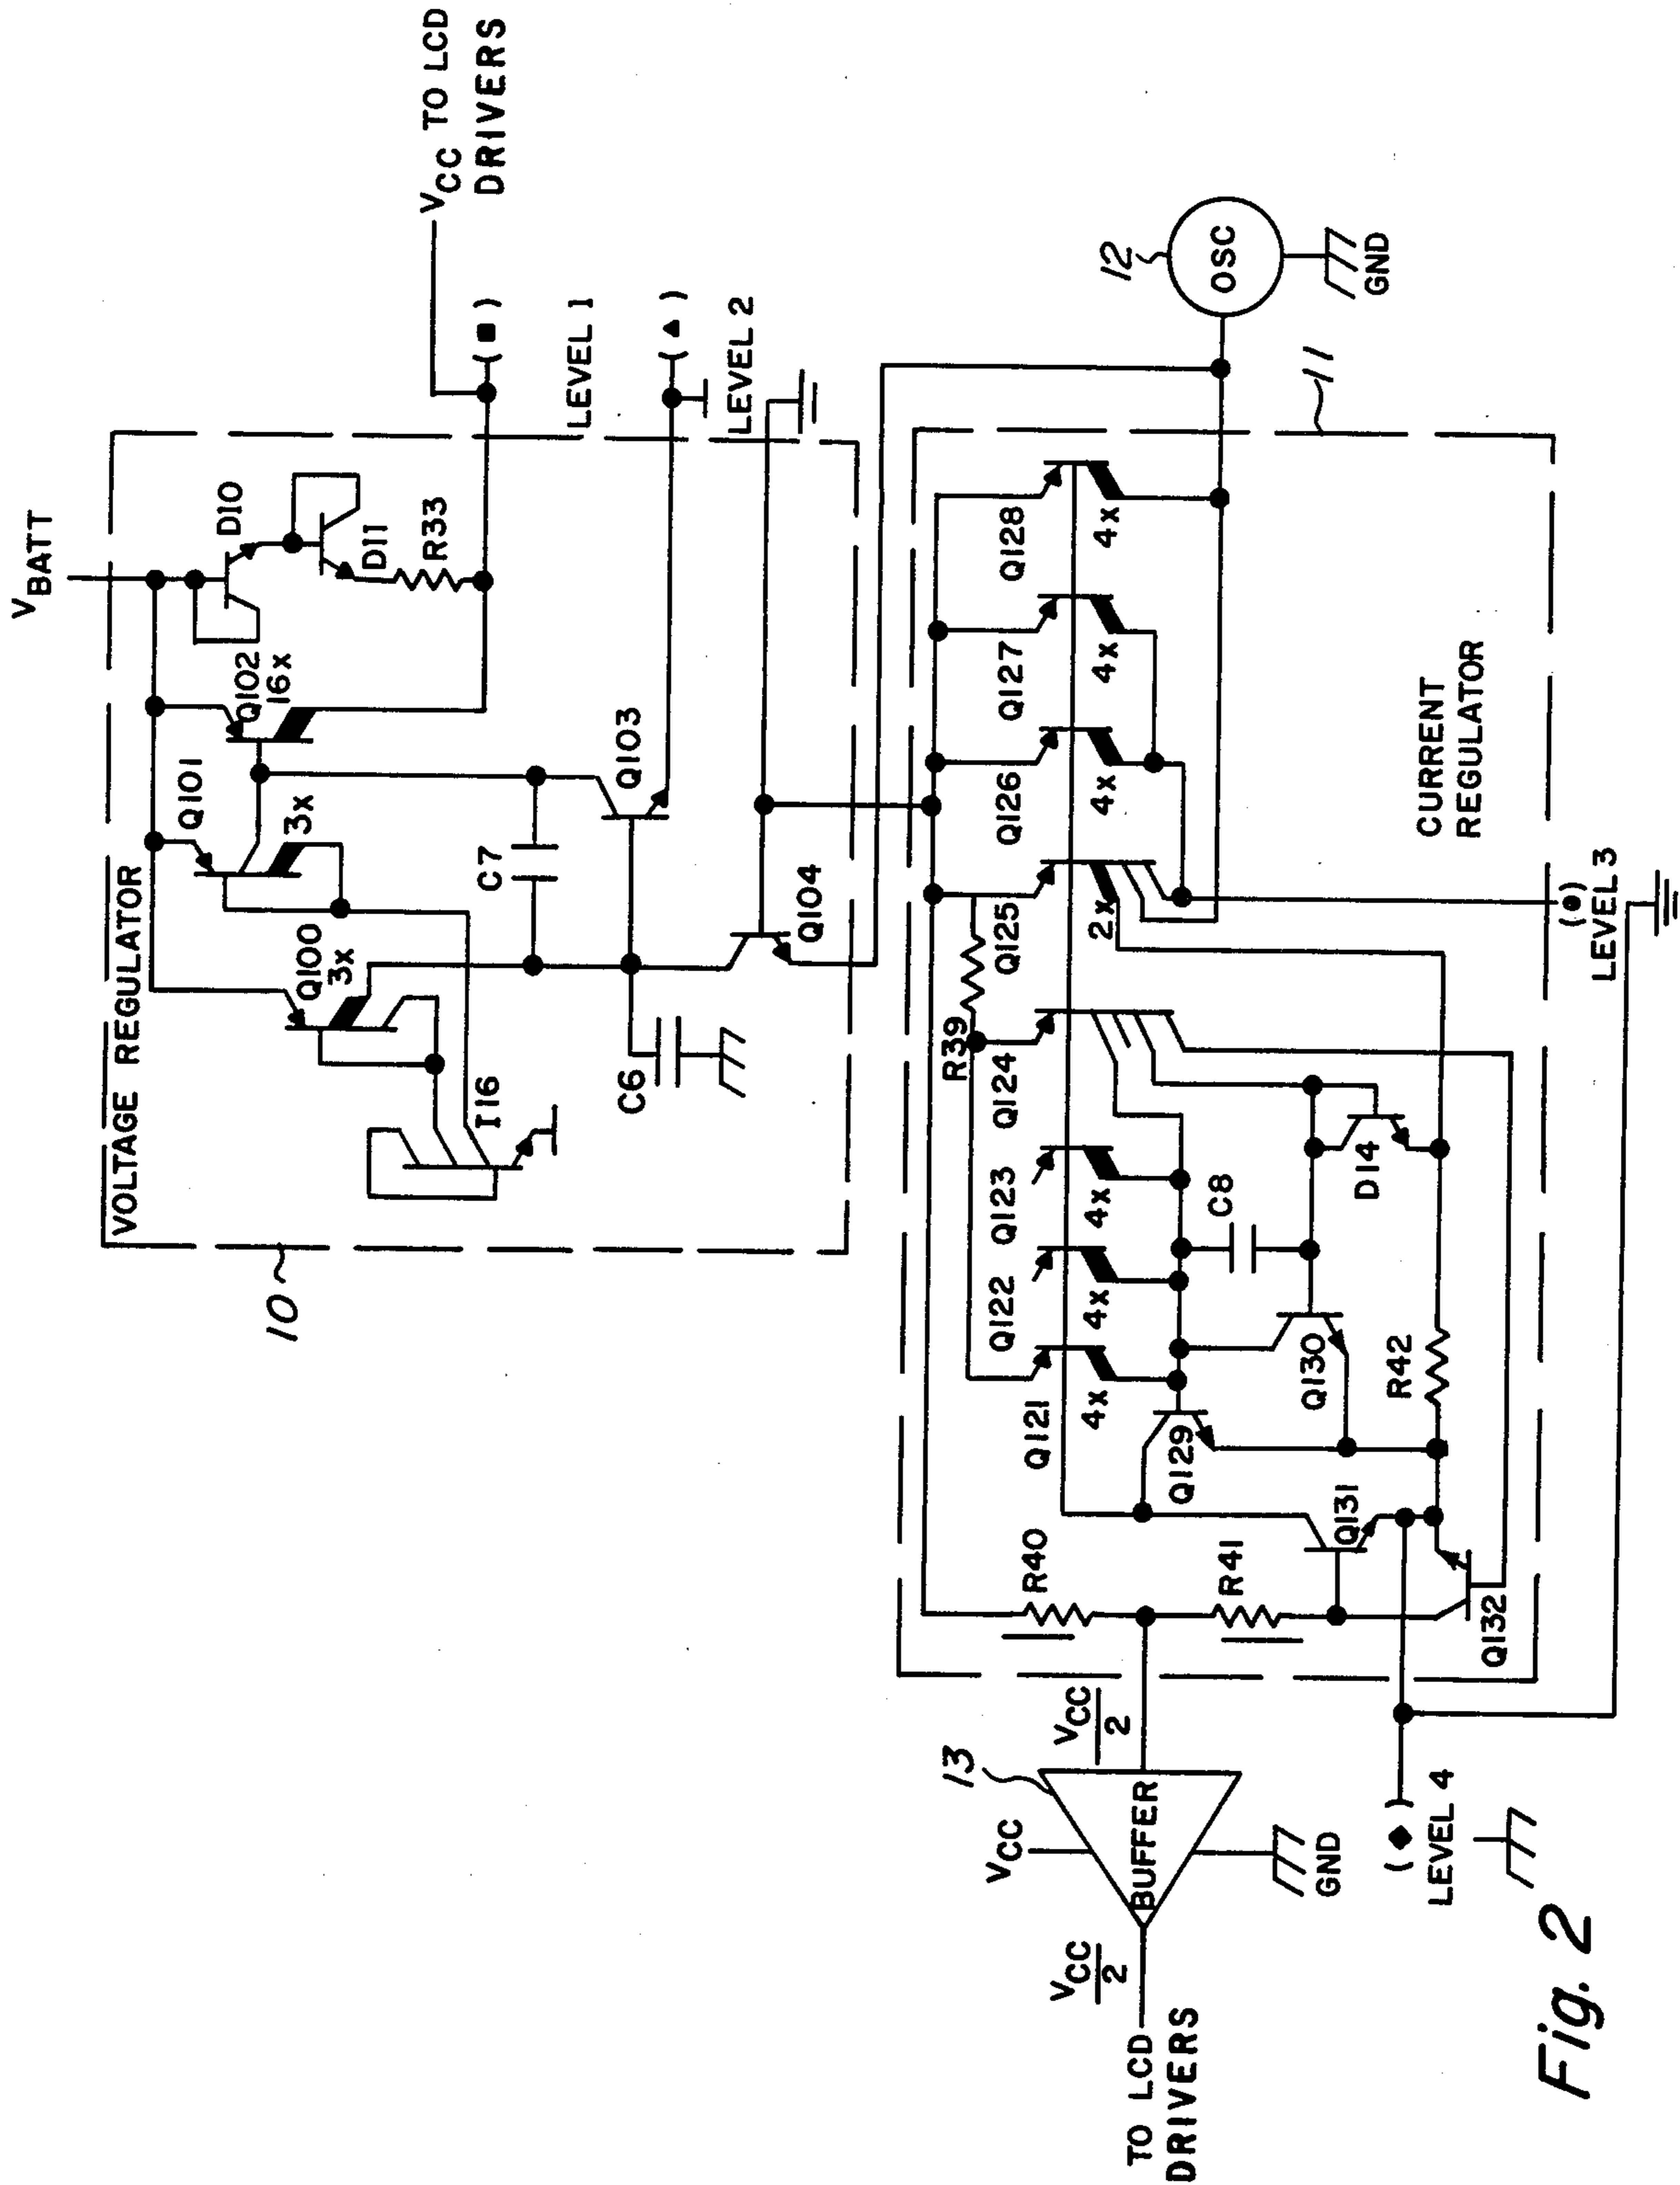 VBATT
VOLTAGE REGULATOR
10
Q100
3x
Q101
3x
Q102
16x
D10
D11
R33
VCC TO LCD
DRIVERS
(■)
LEVEL 1
(▲)
LEVEL 2
I16
C7
C6
Q103
Q104
12
OSC
GND
11
CURRENT
REGULATOR
R39
Q121
4x
Q122
4x
Q123
4x
Q124
Q125
2x
Q126
4x
Q127
4x
Q128
4x
R40
R41
Q129
Q130
C8
D14
R42
Q131
Q132
(●)
LEVEL 3
13
VCC
BUFFER
GND
VCC
2
VCC
2
TO LCD
DRIVERS
(◆)
LEVEL 4
Fig. 2